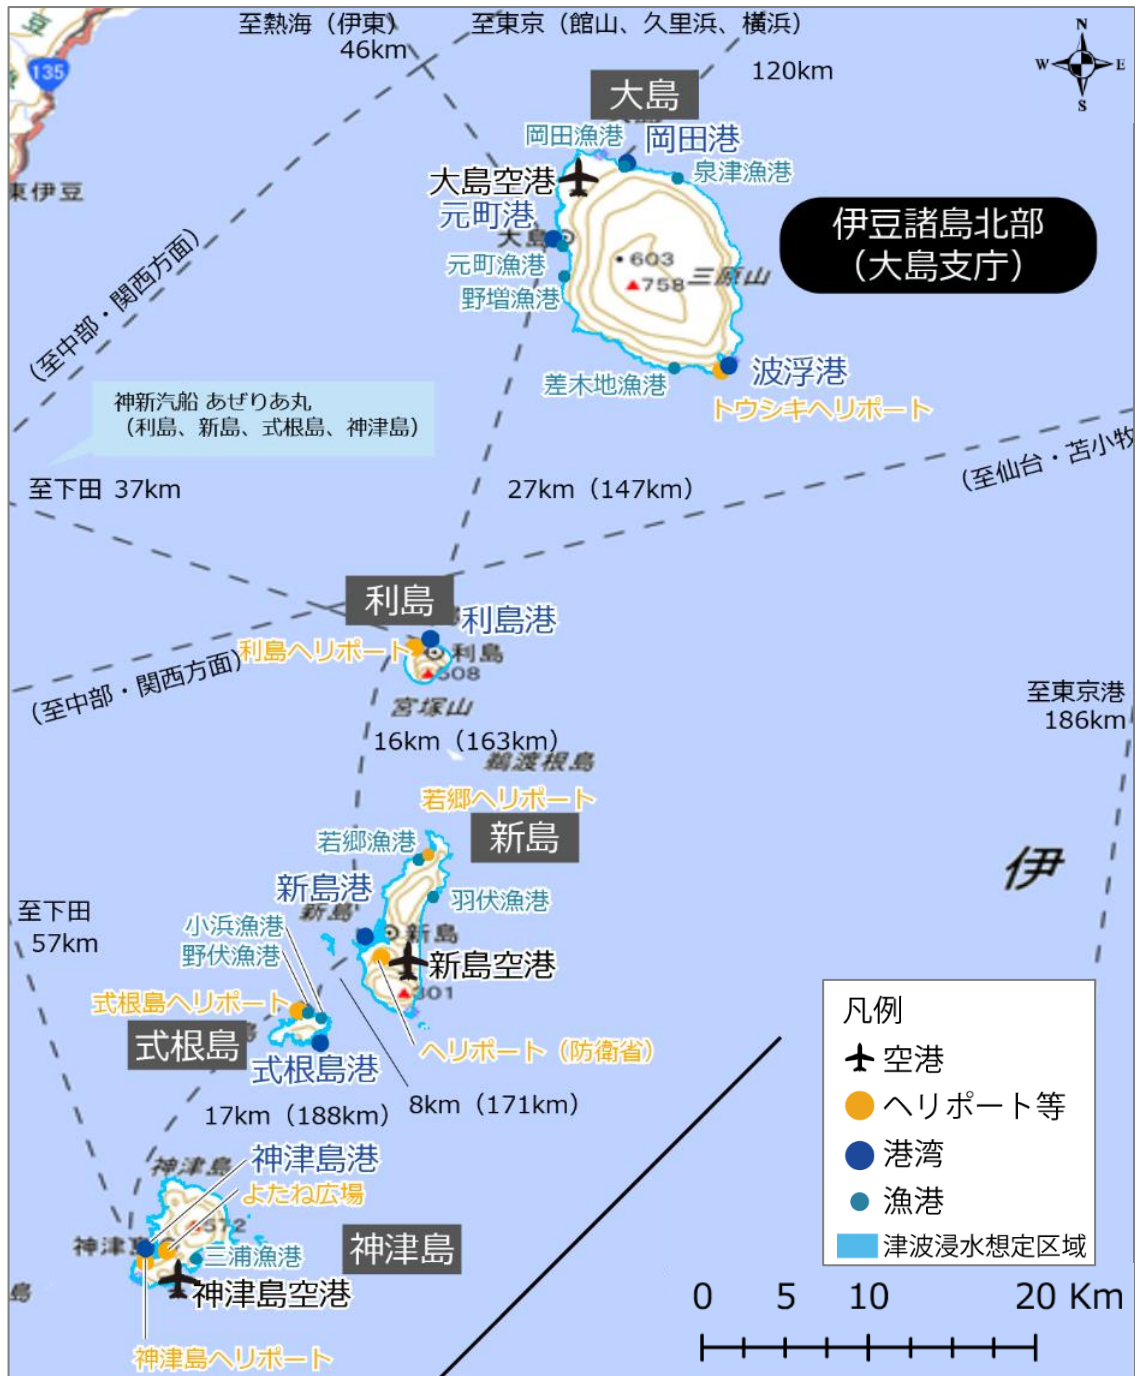 至熱海（伊東）
46km
至東京（館山、久里浜、横浜）
120km
N
W
E
S
豆
135
東伊豆
大島
岡田漁港
岡田港
泉津漁港
大島空港
元町港
大島
元町漁港
野増漁港
603
758
三原山
伊豆諸島北部
（大島支庁）
差木地漁港
波浮港
トウシキヘリポート
（至中部・関西方面）
神新汽船 あぜりあ丸
（利島、新島、式根島、神津島）
至下田 37km
27km（147km）
（至仙台・苫小牧
利島
利島港
利島ヘリポート
利島
508
宮塚山
（至中部・関西方面）
16km（163km）
鵜渡根島
至東京港
186km
若郷ヘリポート
新島
若郷漁港
羽伏漁港
伊
新島港
新島
小浜漁港
野伏漁港
新島
新島空港
301
至下田
57km
式根島ヘリポート
島
式根島
式根島港
ヘリポート（防衛省）
8km（171km）
17km（188km）
神津島
神津島港
よたね広場
572
神津島
三浦漁港
神津島
神津島空港
島
神津島ヘリポート
凡例
空港
ヘリポート等
港湾
漁港
津波浸水想定区域
0 5 10 20 Km